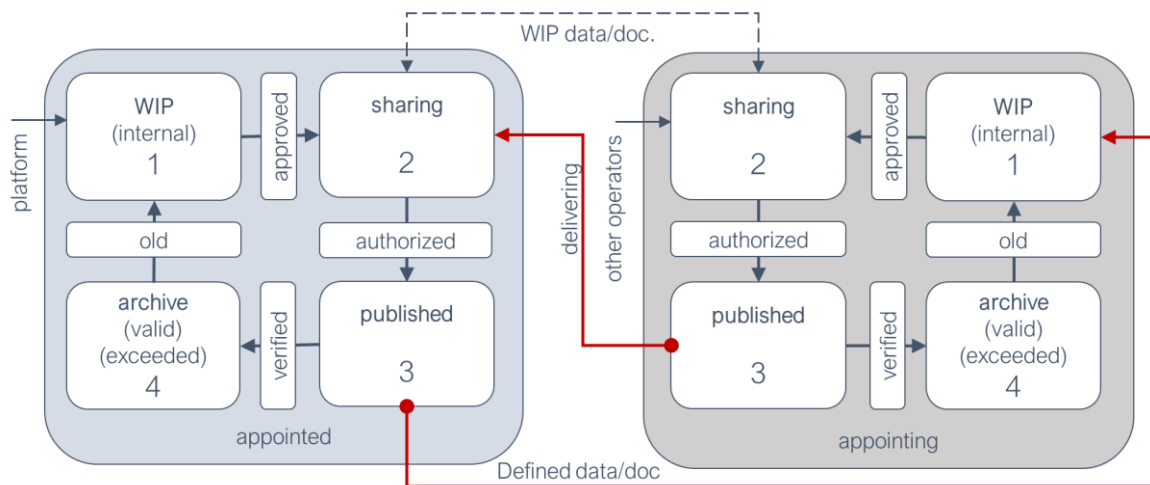 WIP data/doc.
platform
WIP
(internal)
1
approved
sharing
2
old
authorized
archive
(valid)
(exceeded)
4
verified
published
3
appointed
delivering
other operators
sharing
2
approved
WIP
(internal)
1
authorized
old
published
3
verified
archive
(valid)
(exceeded)
4
appointing
Defined data/doc